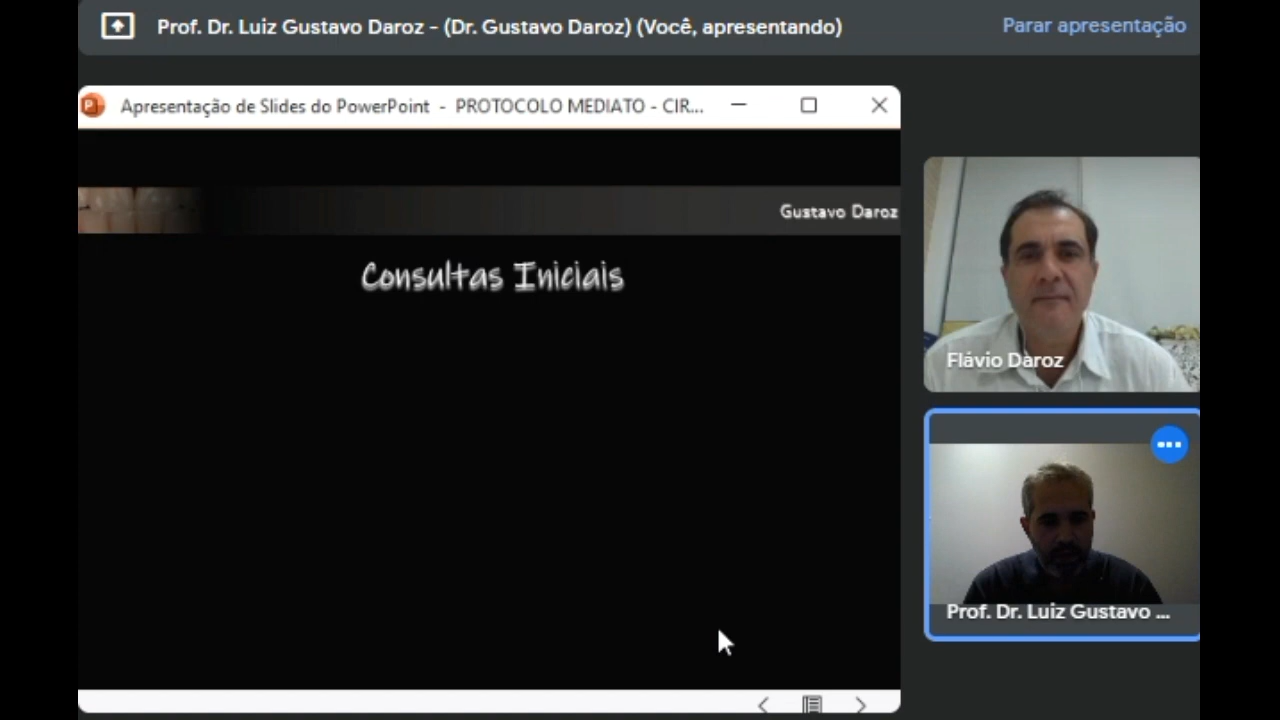 Prof. Dr. Luiz Gustavo Daroz - (Dr. Gustavo Daroz) (Você, apresentando)
Parar apresentação
Apresentação de Slides do PowerPoint - PROTOCOLO MEDIATO - CIR...
Gustavo Daroz
Consultas Iniciais
Flávio Daroz
Prof. Dr. Luiz Gustavo ...